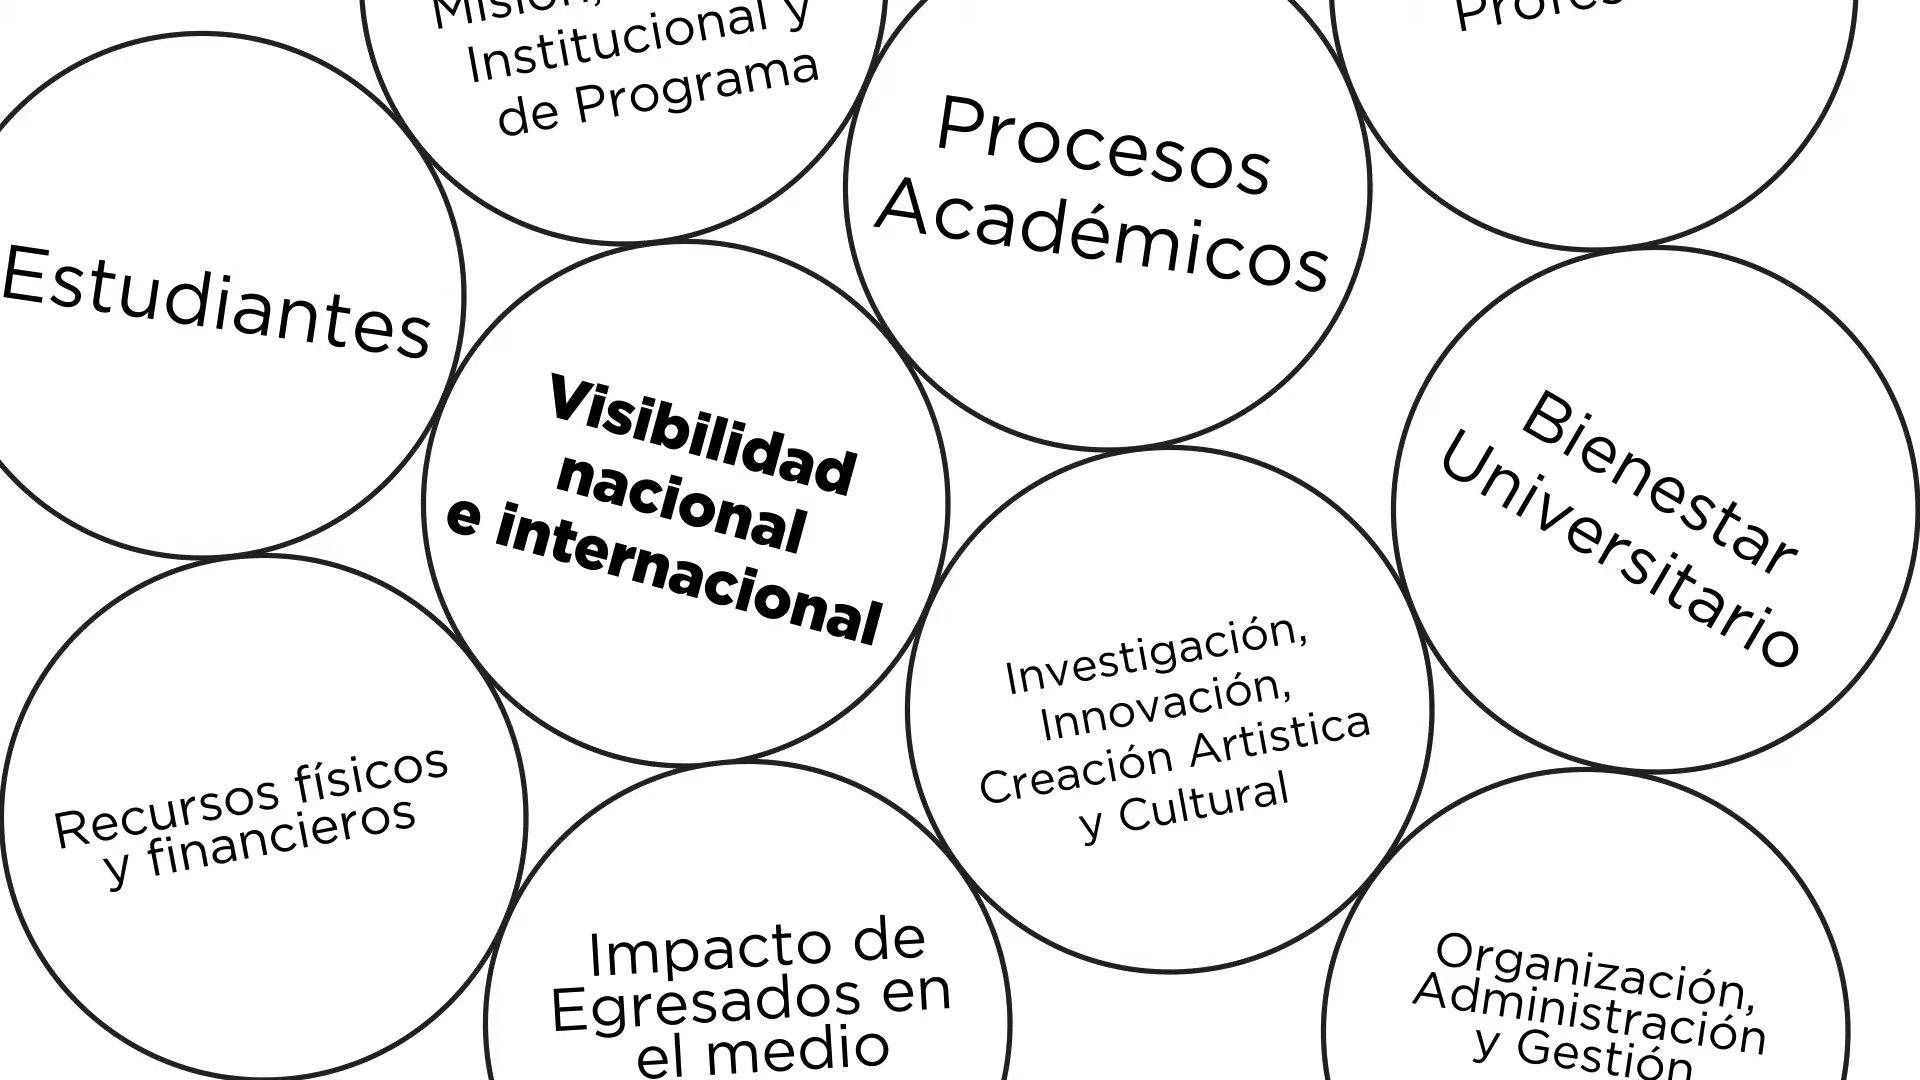 Misión,
Institucional y
de Programa
Procesos
Académicos
Estudiantes
Visibilidad
nacional
e internacional
Bienestar
Universitario
Investigación,
Innovación,
Creación Artistica
y Cultural
Recursos físicos
y financieros
Impacto de
Egresados en
el medio
Organización,
Administración
y Gestión